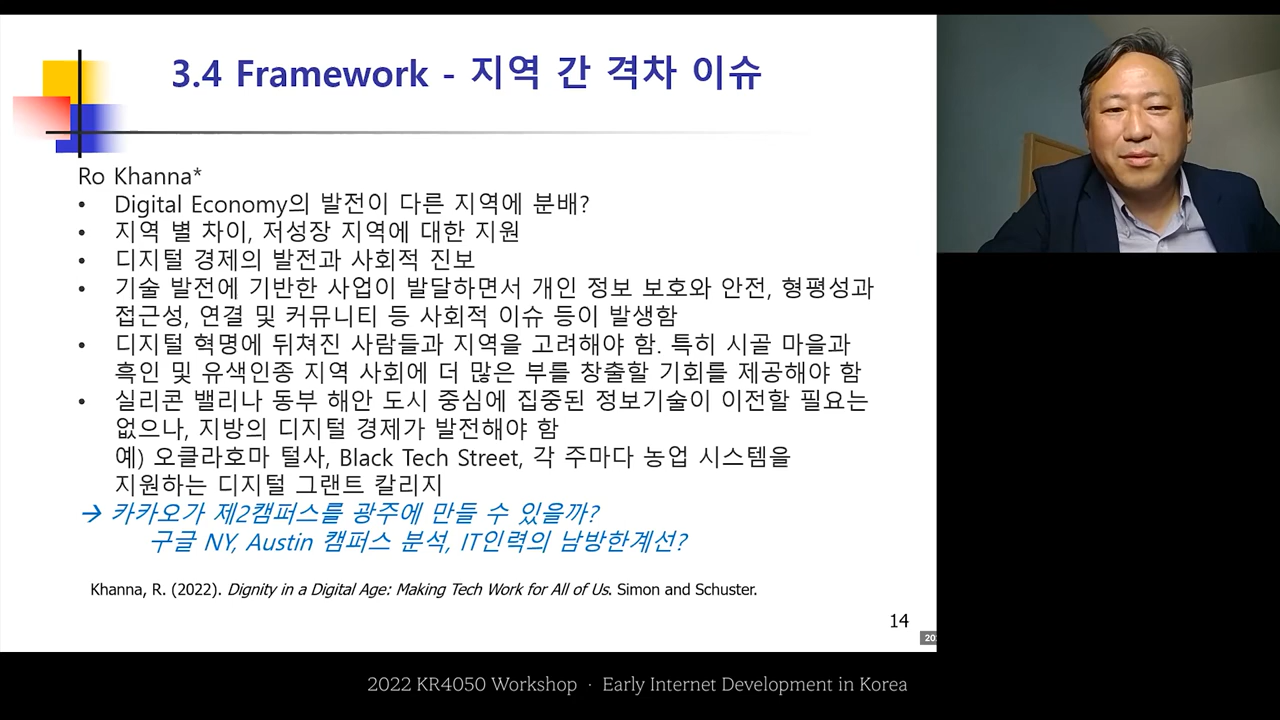 3.4 Framework - 지역 간 격차 이슈
Ro Khanna*
• Digital Economy의 발전이 다른 지역에 분배?
• 지역 별 차이, 저성장 지역에 대한 지원
• 디지털 경제의 발전과 사회적 진보
• 기술 발전에 기반한 사업이 발달하면서 개인 정보 보호와 안전, 형평성과
접근성, 연결 및 커뮤니티 등 사회적 이슈 등이 발생함
• 디지털 혁명에 뒤쳐진 사람들과 지역을 고려해야 함. 특히 시골 마을과
흑인 및 유색인종 지역 사회에 더 많은 부를 창출할 기회를 제공해야 함
• 실리콘 밸리나 동부 해안 도시 중심에 집중된 정보기술이 이전할 필요는
없으나, 지방의 디지털 경제가 발전해야 함
예) 오클라호마 털사, Black Tech Street, 각 주마다 농업 시스템을
지원하는 디지털 그랜트 칼리지
→ 카카오가 제2캠퍼스를 광주에 만들 수 있을까?
구글 NY, Austin 캠퍼스 분석, IT인력의 남방한계선?
Khanna, R. (2022). Dignity in a Digital Age: Making Tech Work for All of Us. Simon and Schuster.
14
20
2022 KR4050 Workshop · Early Internet Development in Korea